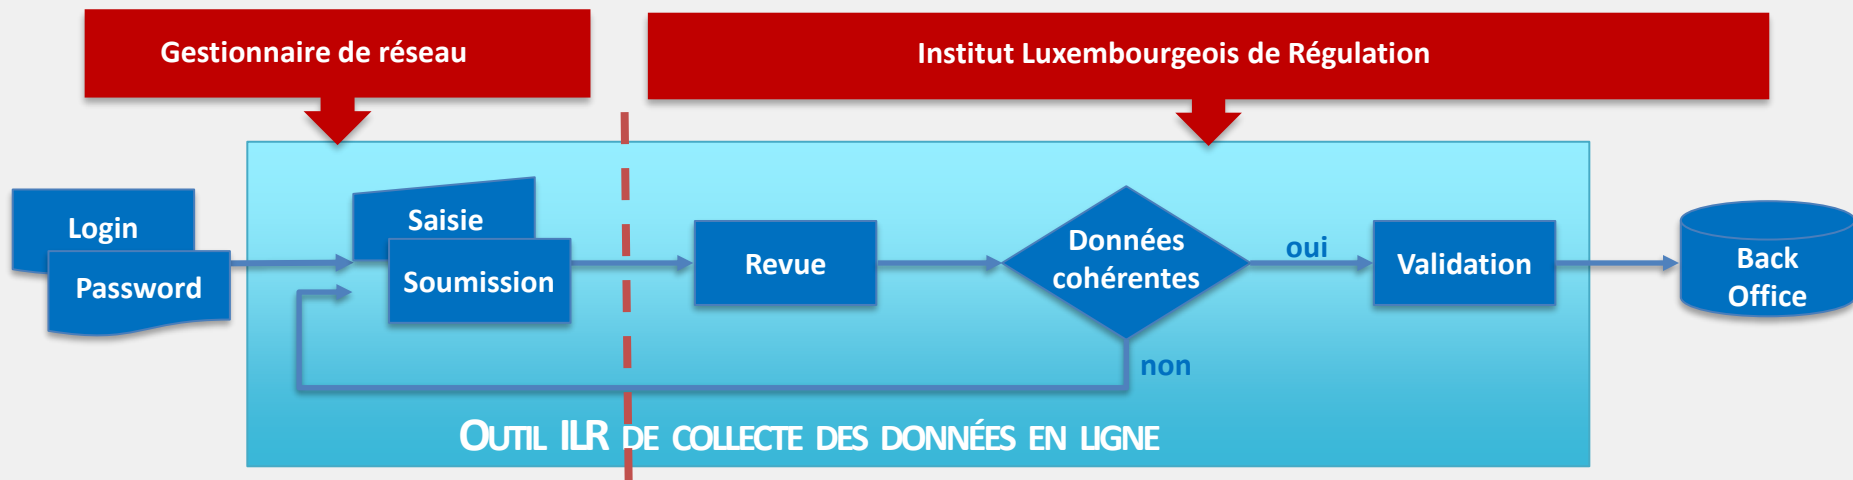 Gestionnaire de réseau
Institut Luxembourgeois de Régulation
Login
Password
Saisie
Soumission
Revue
Données
cohérentes
oui
non
Validation
Back
Office
OUTIL ILR DE COLLECTE DES DONNÉES EN LIGNE